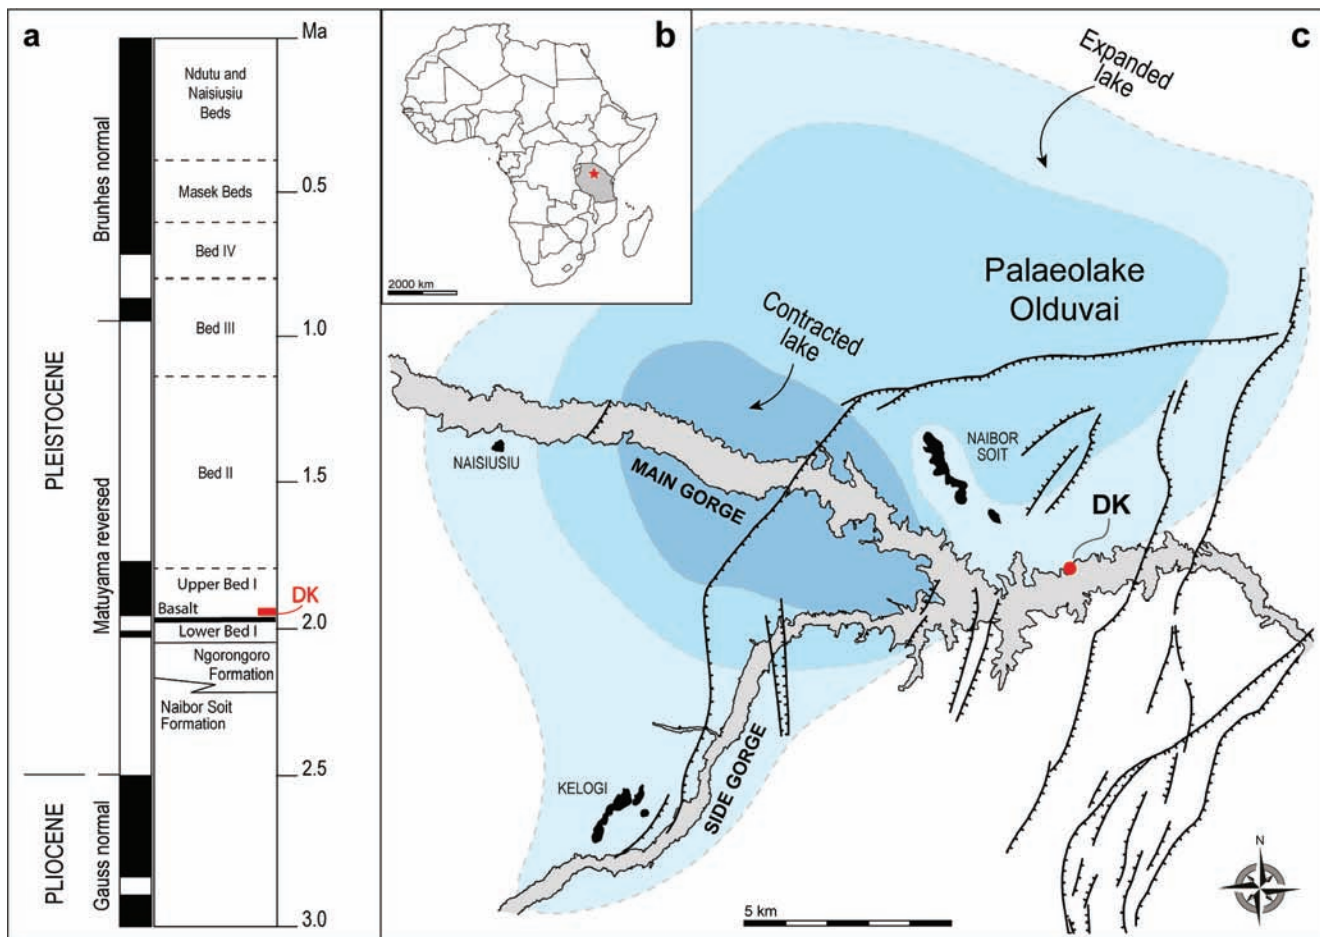 a
Ma
PLEISTOCENE
PLIOCENE
Brunhes normal
Matuyama reversed
Gauss normal
Ndutu and
Naisiusiu
Beds
Masek Beds
Bed IV
Bed III
Bed II
Upper Bed I
Basalt
DK
Lower Bed I
Ngorongoro
Formation
Naibor Soit
Formation
0.5
1.0
1.5
2.0
2.5
3.0
b
2000 km
c
Expanded
lake
Palaeolake
Olduvai
Contracted
lake
NAISIUSIU
MAIN GORGE
NAIBOR
SOIT
DK
KELOGI
SIDE GORGE
5 km
N